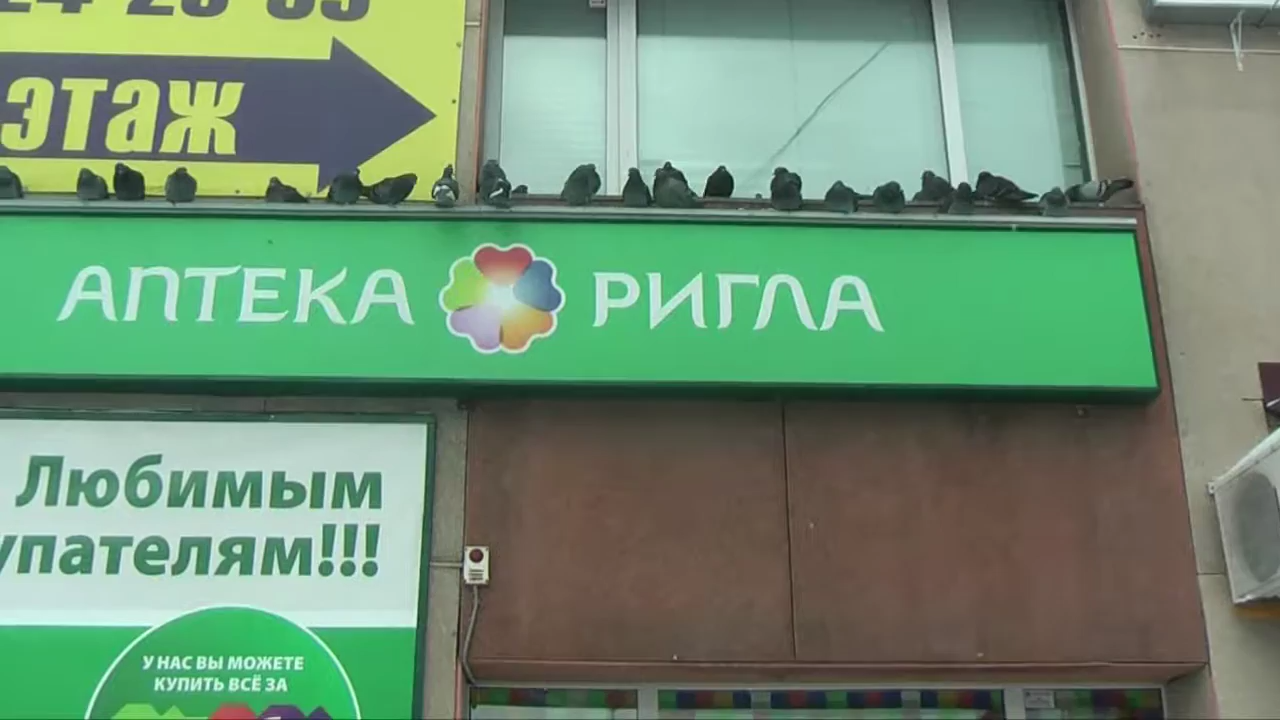 этаж
АПТЕКА РИГЛА
Любимым
упателям!!!
У НАС ВЫ МОЖЕТЕ
КУПИТЬ ВСЁ ЗА